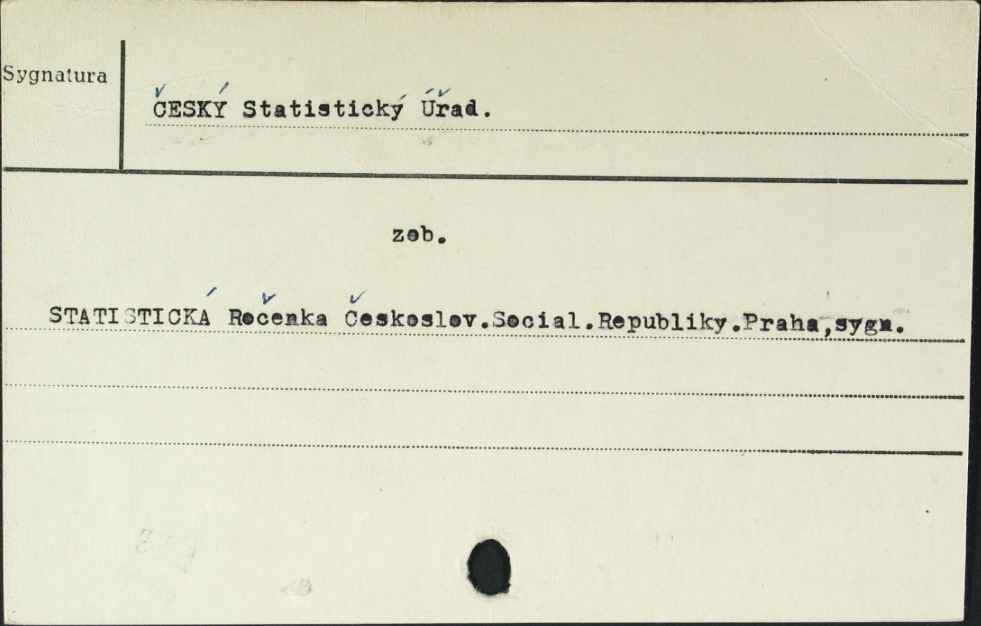 Sygnatura
ČESKÝ Statistický Úřad.
zob.
STATISTICKÁ Ročenka Českoslov.Social.Republiky.Praha,sygn.